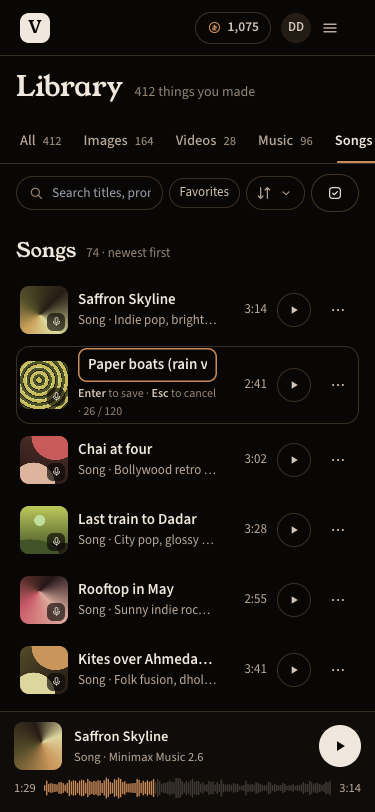 V
1,075
DD
Library 412 things you made
All 412 Images 164 Videos 28 Music 96 Songs
Search titles, pror
Favorites
Songs 74 · newest first
Saffron Skyline
Song · Indie pop, bright…
3:14
Paper boats (rain v
Enter to save · Esc to cancel
· 26 / 120
2:41
Chai at four
Song · Bollywood retro …
3:02
Last train to Dadar
Song · City pop, glossy …
3:28
Rooftop in May
Song · Sunny indie roc…
2:55
Kites over Ahmeda…
Song · Folk fusion, dhol…
3:41
Saffron Skyline
Song · Minimax Music 2.6
1:29 3:14